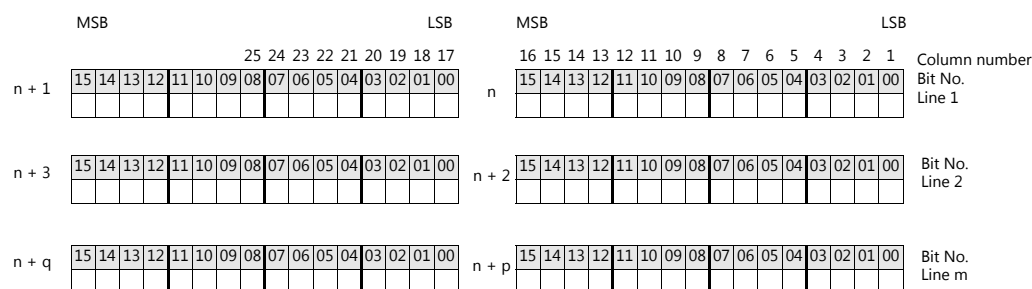 MSB LSB MSB LSB
25 24 23 22 21 20 19 18 17 16 15 14 13 12 11 10 9 8 7 6 5 4 3 2 1 Column number
n + 1 15 14 13 12 11 10 09 08 07 06 05 04 03 02 01 00 n 15 14 13 12 11 10 09 08 07 06 05 04 03 02 01 00 Bit No.
Line 1
n + 3 15 14 13 12 11 10 09 08 07 06 05 04 03 02 01 00 n + 2 15 14 13 12 11 10 09 08 07 06 05 04 03 02 01 00 Bit No.
Line 2
n + q 15 14 13 12 11 10 09 08 07 06 05 04 03 02 01 00 n + p 15 14 13 12 11 10 09 08 07 06 05 04 03 02 01 00 Bit No.
Line m